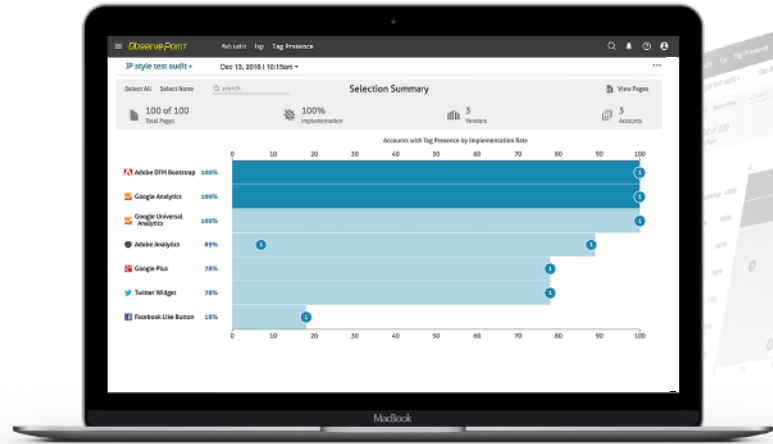 ObservePoint
Web Audits Tags Tag Presence
JP style test audit
Dec 13, 2016 | 10:15am
Select All Select None
search
Selection Summary
View Pages
100 of 100
Total Pages
100%
Implementation
3
Vendors
3
Accounts
Accounts with Tag Presence by Implementation Rate
0 10 20 30 40 50 60 70 80 90 100
Adobe DTM Bootstrap 100%
1
Google Analytics 100%
1
Google Universal
Analytics 100%
1
Adobe Analytics 89%
1 1
Google Plus 78%
1
Twitter Widget 78%
1
Facebook Like Button 18%
1
0 10 20 30 40 50 60 70 80 90 100
MacBook